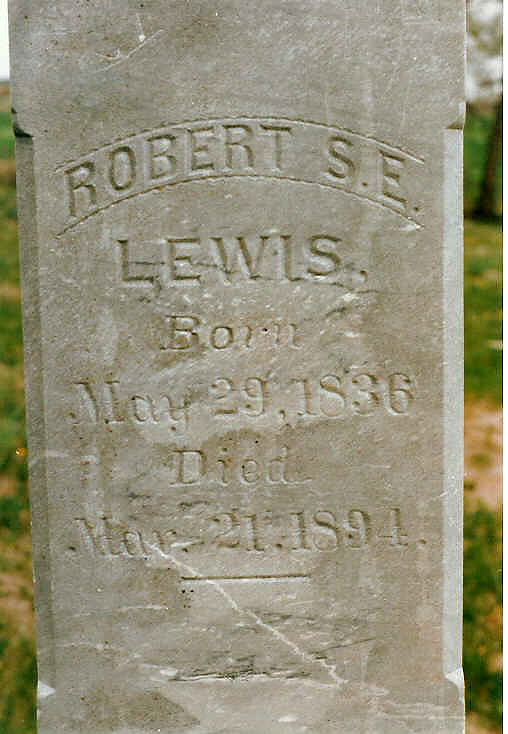 ROBERT S.E.
LEWIS.
Born
May 29, 1836
Died
Mar. 21. 1894.